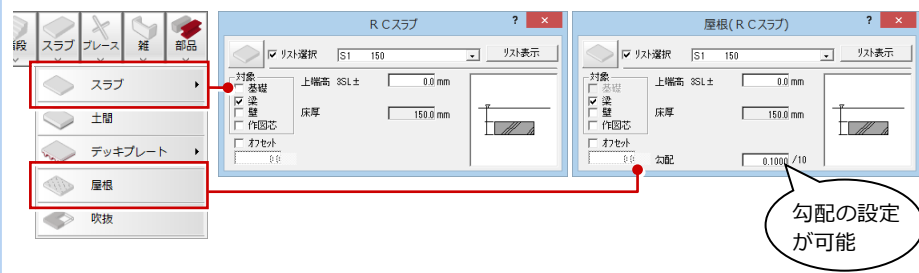 階段 スラブ ブレース 雑 部品
スラブ
土間
デッキプレート
屋根
吹抜
ＲＣスラブ ? ×
リスト選択 S1 150 リスト表示
対象
基礎
梁
壁
作図芯
オフセット
0.0
上端高 3SL± 0.0 mm
床厚 150.0 mm
屋根(ＲＣスラブ) ? ×
リスト選択 S1 150 リスト表示
対象
基礎
梁
壁
作図芯
オフセット
0.0
上端高 3SL± 0.0 mm
床厚 150.0 mm
勾配 0.1000 /10
勾配の設定
が可能